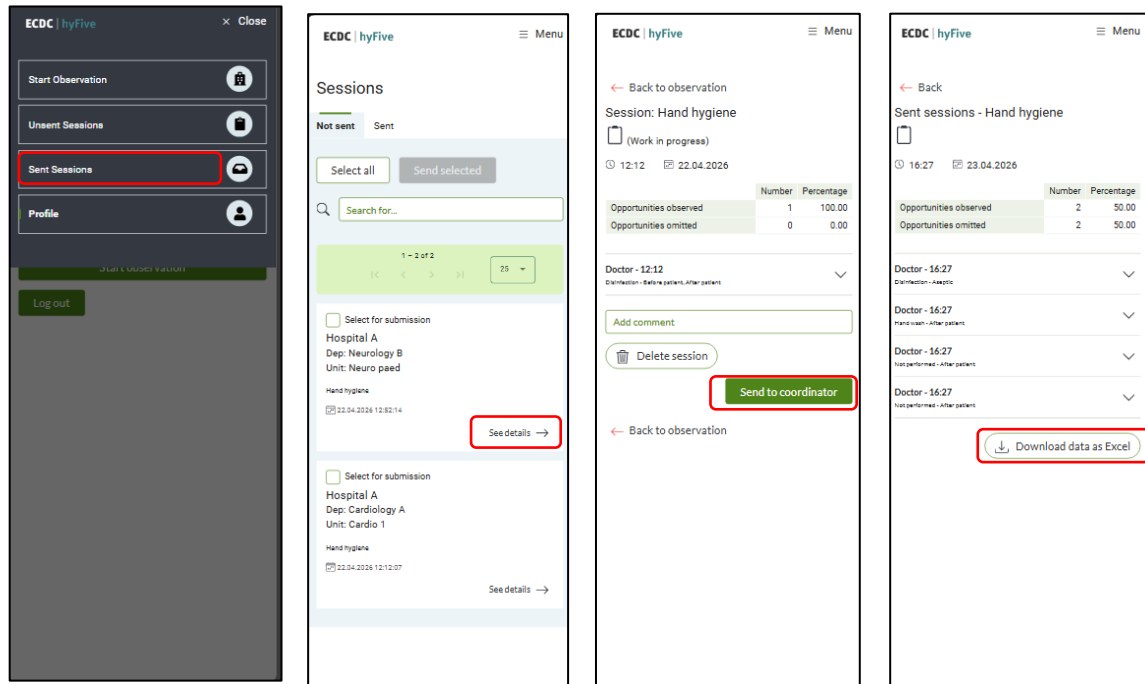 ECDC | hyFive
× Close
Start Observation
Unsent Sessions
Sent Sessions
Profile
Start observation
Log out
ECDC | hyFive
≡ Menu
Sessions
Not sent Sent
Select all Send selected
Search for...
1 – 2 of 2
25
Select for submission
Hospital A
Dep: Neurology B
Unit: Neuro paed
Hand hygiene
22.04.2026 12:52:14
See details →
Select for submission
Hospital A
Dep: Cardiology A
Unit: Cardio 1
Hand hygiene
22.04.2026 12:12:07
See details →
ECDC | hyFive
≡ Menu
← Back to observation
Session: Hand hygiene
(Work in progress)
12:12 22.04.2026
Number Percentage
Opportunities observed 1 100.00
Opportunities omitted 0 0.00
Doctor - 12:12
Disinfection - Before patient, After patient
Add comment
Delete session
Send to coordinator
← Back to observation
ECDC | hyFive
≡ Menu
← Back
Sent sessions - Hand hygiene
16:27 23.04.2026
Number Percentage
Opportunities observed 2 50.00
Opportunities omitted 2 50.00
Doctor - 16:27
Disinfection - Aseptic
Doctor - 16:27
Hand wash - After patient
Doctor - 16:27
Not performed - After patient
Doctor - 16:27
Not performed - After patient
Download data as Excel